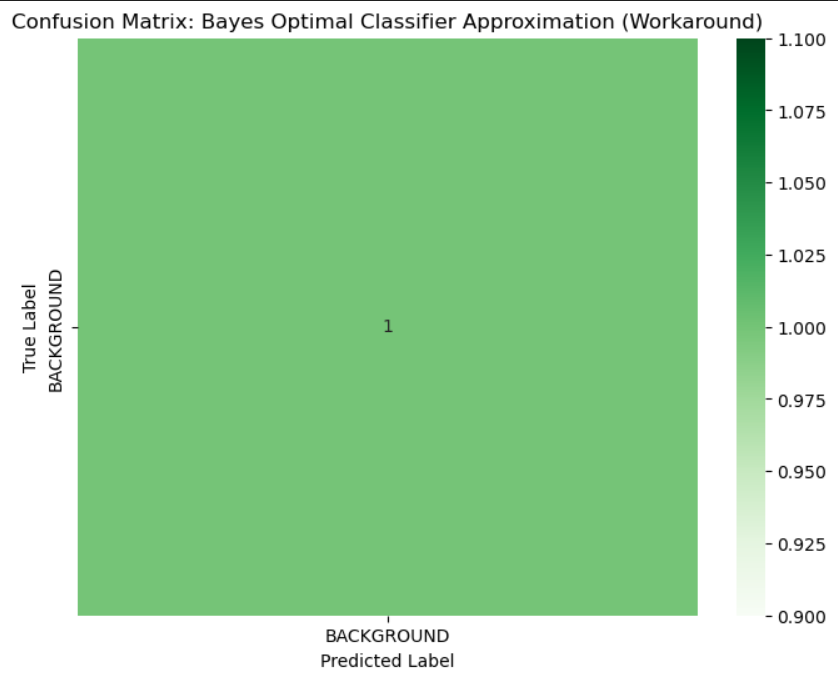 Confusion Matrix: Bayes Optimal Classifier Approximation (Workaround)
True Label
BACKGROUND
1
BACKGROUND
Predicted Label
1.100
1.075
1.050
1.025
1.000
0.975
0.950
0.925
0.900